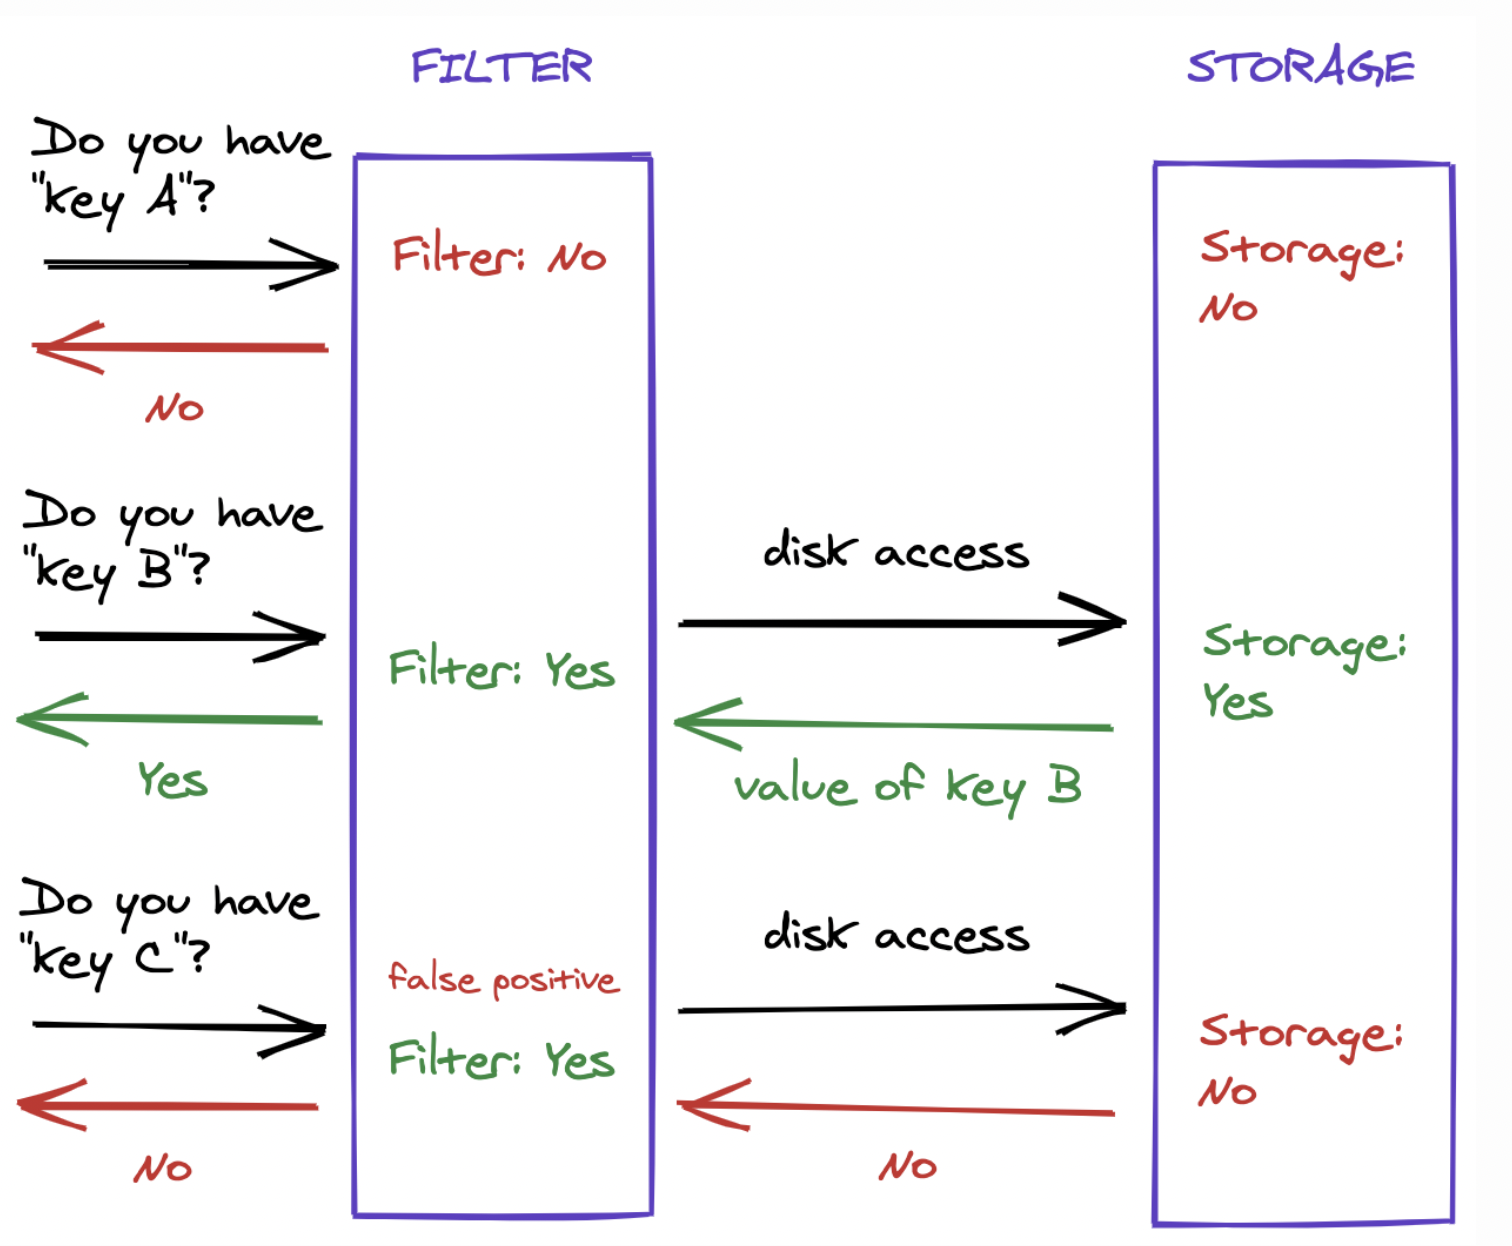 FILTER
STORAGE
Do you have
"key A"?
Filter: No
Storage:
No
No
Do you have
"key B"?
disk access
Filter: Yes
Storage:
Yes
Yes
value of key B
Do you have
"key C"?
disk access
false positive
Filter: Yes
Storage:
No
No
No